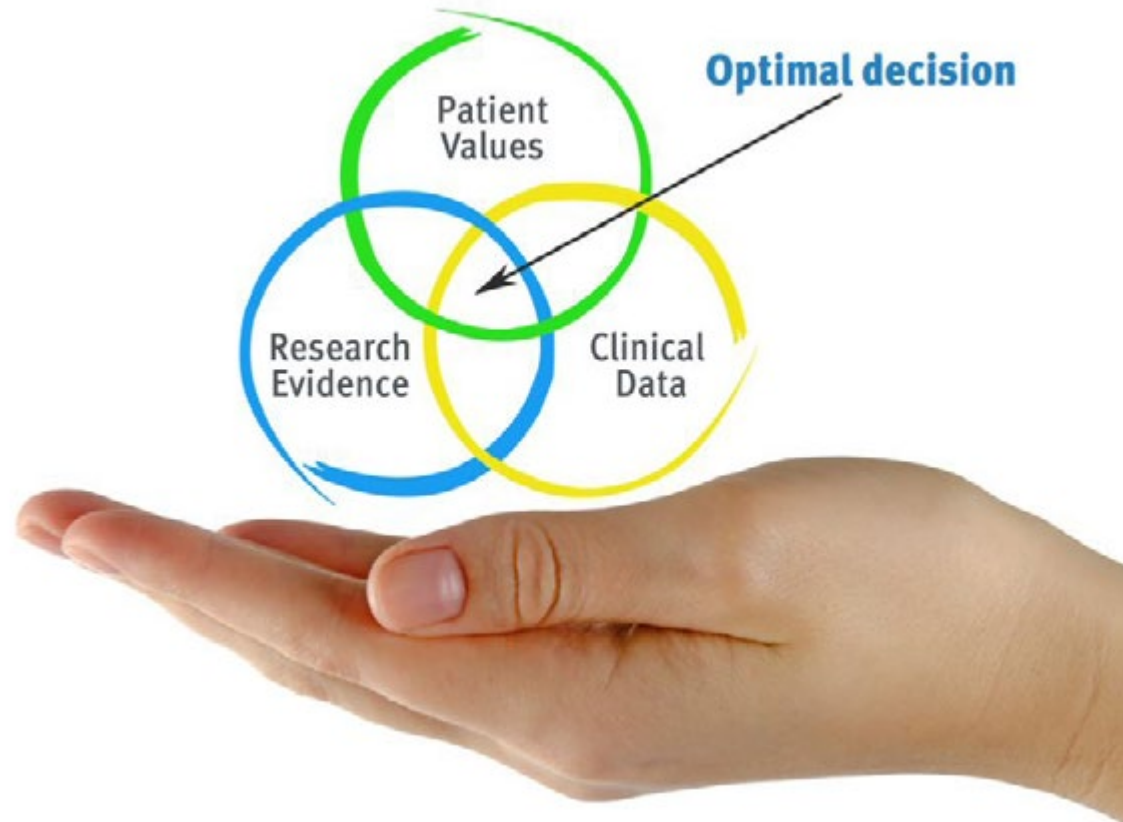 Patient
Values
Optimal decision
Research
Evidence
Clinical
Data